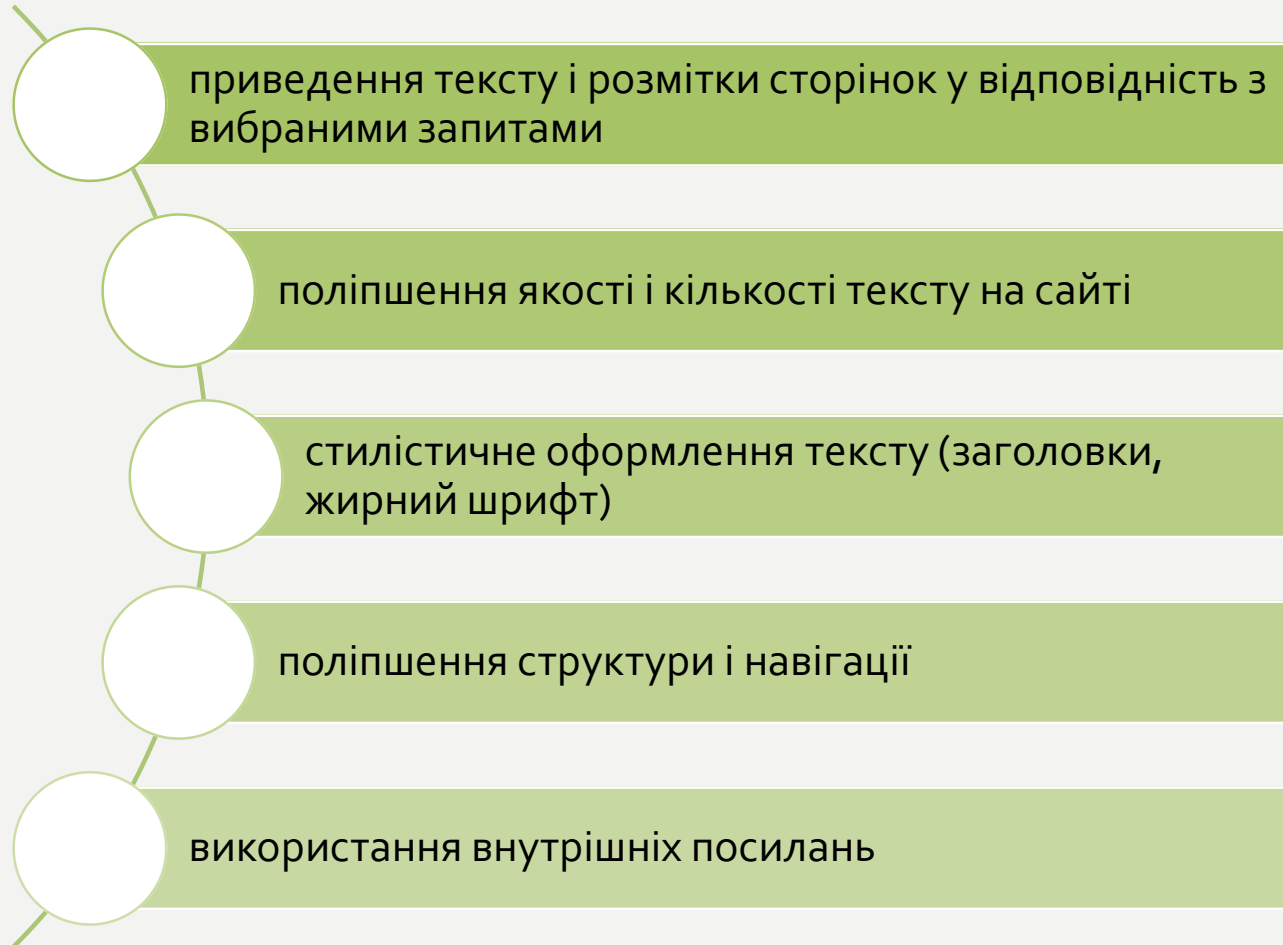 приведення тексту і розмітки сторінок у відповідність з
вибраними запитами
поліпшення якості і кількості тексту на сайті
стилістичне оформлення тексту (заголовки,
жирний шрифт)
поліпшення структури і навігації
використання внутрішніх посилань